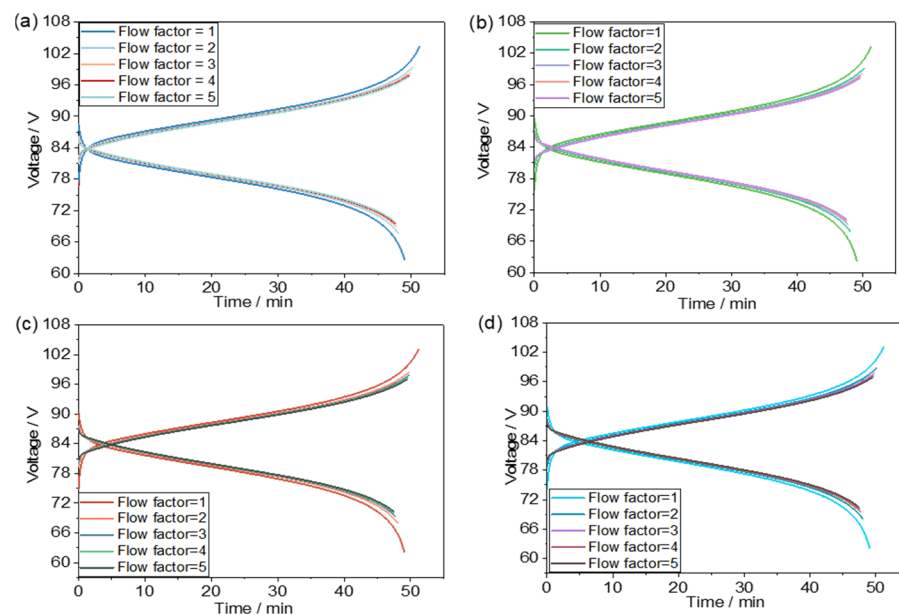 (a)
108
102
96
90
84
78
72
66
60
Voltage / V
Flow factor = 1
Flow factor = 2
Flow factor = 3
Flow factor = 4
Flow factor = 5
0 10 20 30 40 50
Time / min
(b)
108
102
96
90
84
78
72
66
60
Voltage / V
Flow factor=1
Flow factor=2
Flow factor=3
Flow factor=4
Flow factor=5
0 10 20 30 40 50
Time / min
(c)
108
102
96
90
84
78
72
66
60
Voltage / V
Flow factor=1
Flow factor=2
Flow factor=3
Flow factor=4
Flow factor=5
0 10 20 30 40 50
Time / min
(d)
108
102
96
90
84
78
72
66
60
Voltage / V
Flow factor=1
Flow factor=2
Flow factor=3
Flow factor=4
Flow factor=5
0 10 20 30 40 50
Time / min